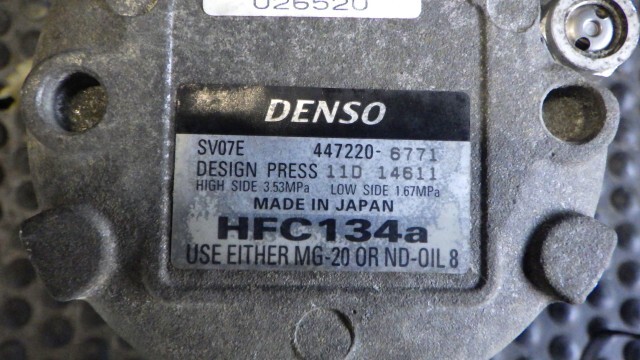 026520
DENSO
SV07E 447220-6771
DESIGN PRESS 11D 14611
HIGH SIDE 3.53MPa LOW SIDE 1.67MPa
MADE IN JAPAN
HFC134a
USE EITHER MG-20 OR ND-OIL 8